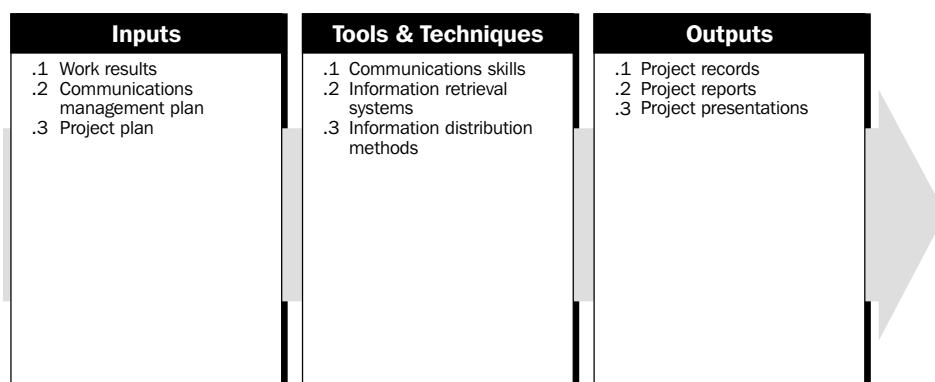 Inputs
.1 Work results
.2 Communications
management plan
.3 Project plan
Tools & Techniques
.1 Communications skills
.2 Information retrieval
systems
.3 Information distribution
methods
Outputs
.1 Project records
.2 Project reports
.3 Project presentations